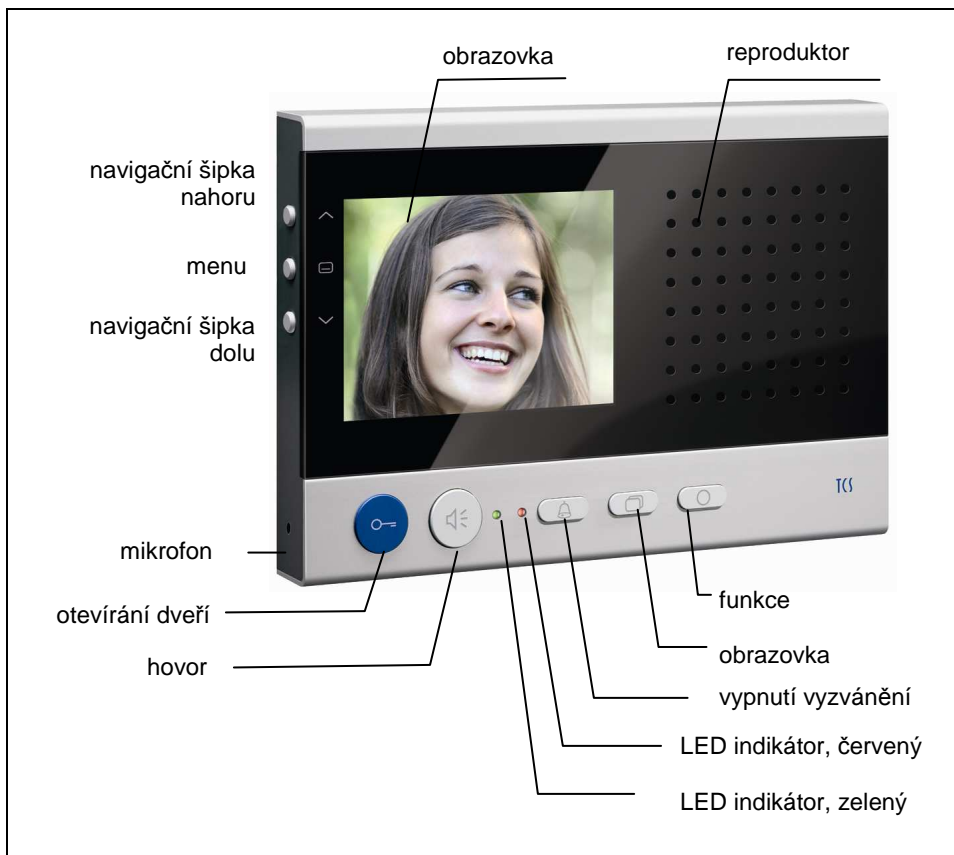 obrazovka
reproduktor
navigační šipka
nahoru
menu
navigační šipka
dolu
TCS
mikrofon
otevírání dveří
hovor
funkce
obrazovka
vypnutí vyzvánění
LED indikátor, červený
LED indikátor, zelený